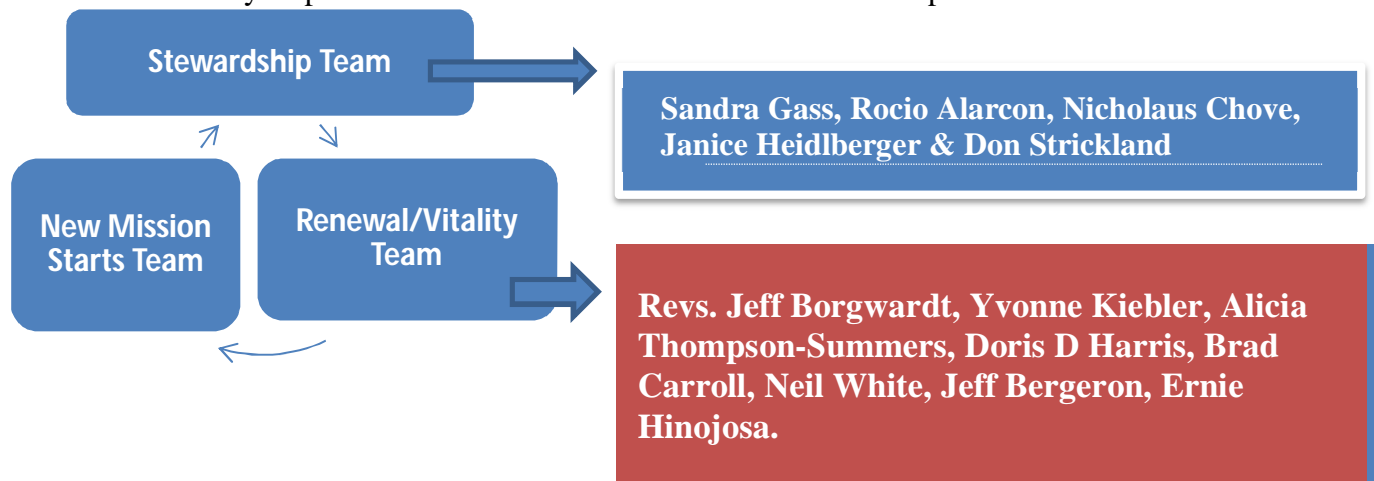 Stewardship Team
Sandra Gass, Rocio Alarcon, Nicholaus Chove,
Janice Heidlberger & Don Strickland
New Mission
Starts Team
Renewal/Vitality
Team
Revs. Jeff Borgwardt, Yvonne Kiebler, Alicia
Thompson-Summers, Doris D Harris, Brad
Carroll, Neil White, Jeff Bergeron, Ernie
Hinojosa.